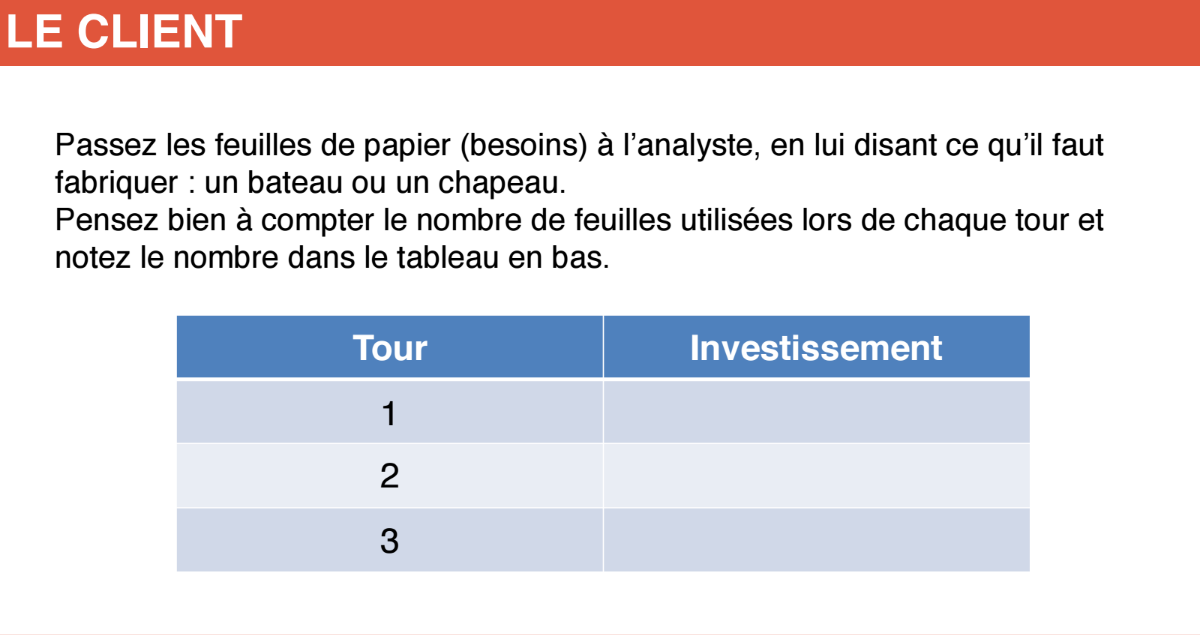 LE CLIENT
Passez les feuilles de papier (besoins) à l’analyste, en lui disant ce qu’il faut
fabriquer : un bateau ou un chapeau.
Pensez bien à compter le nombre de feuilles utilisées lors de chaque tour et
notez le nombre dans le tableau en bas.
Tour Investissement
1
2
3